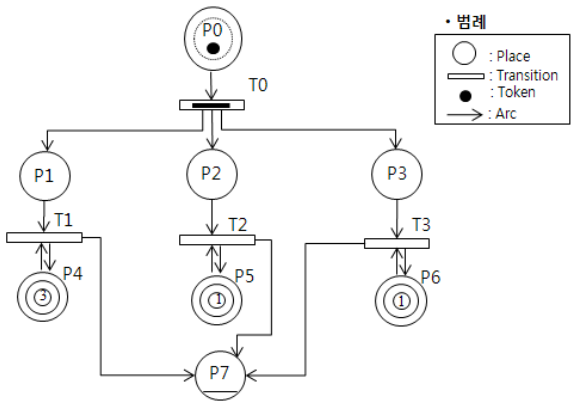 P0
T0
P1
P2
P3
T1
T2
T3
P4
P5
P6
3
1
1
P7
・범례
: Place
: Transition
: Token
: Arc